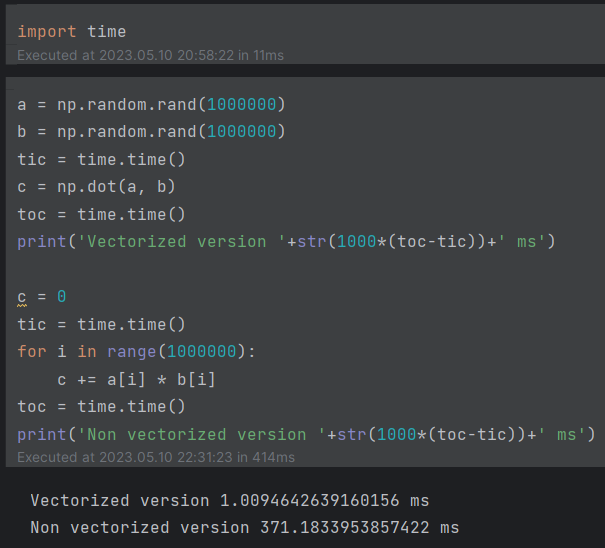 import time
Executed at 2023.05.10 20:58:22 in 11ms
a = np.random.rand(1000000)
b = np.random.rand(1000000)
tic = time.time()
c = np.dot(a, b)
toc = time.time()
print('Vectorized version '+str(1000*(toc-tic))+' ms')
c = 0
tic = time.time()
for i in range(1000000):
    c += a[i] * b[i]
toc = time.time()
print('Non vectorized version '+str(1000*(toc-tic))+' ms')
Executed at 2023.05.10 22:31:23 in 414ms
Vectorized version 1.0094642639160156 ms
Non vectorized version 371.1833953857422 ms